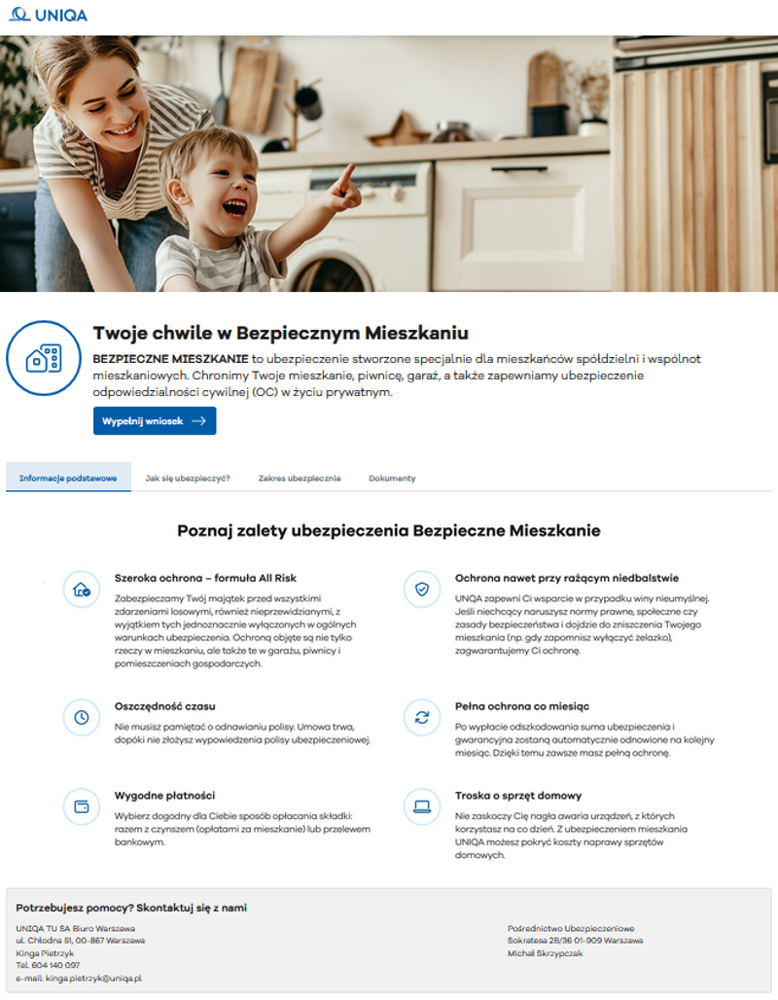 UNIQA
Twoje chwile w Bezpiecznym Mieszkaniu
BEZPIECZNE MIESZKANIE to ubezpieczenie stworzone specjalnie dla mieszkańców spółdzielni i wspólnot
mieszkaniowych. Chronimy Twoje mieszkanie, piwnicę, garaż, a także zapewniamy ubezpieczenie
odpowiedzialności cywilnej (OC) w życiu prywatnym.
Wypełnij wniosek
Informacje podstawowe
Jak się ubezpieczyć?
Zakres ubezpiecznia
Dokumenty
Poznaj zalety ubezpieczenia Bezpieczne Mieszkanie
Szeroka ochrona – formuła All Risk
Zabezpieczamy Twój majątek przed wszystkimi
zdarzeniami losowymi, również nieprzewidzianymi, z
wyjątkiem tych jednoznacznie wyłączonych w ogólnych
warunkach ubezpieczenia. Ochroną objęte są nie tylko
rzeczy w mieszkaniu, ale także te w garażu, piwnicy i
pomieszczeniach gospodarczych.
Ochrona nawet przy rażącym niedbalstwie
UNQA zapewni Ci wsparcie w przypadku winy nieumyślnej.
Jeśli niechcący naruszysz normy prawne, społeczne czy
zasady bezpieczeństwa i dojdzie do zniszczenia Twojego
mieszkania (np. gdy zapomnisz wyłączyć żelazko),
zagwarantujemy Ci ochronę.
Oszczędność czasu
Nie musisz pamiętać o odnawianiu polisy. Umowa trwa,
dopóki nie złożysz wypowiedzenia polisy ubezpieczeniowej.
Pełna ochrona co miesiąc
Po wypłacie odszkodowania suma ubezpieczenia i
gwarancyjna zostaną automatycznie odnowione na kolejny
miesiąc. Dzięki temu zawsze masz pełną ochronę.
Wygodne płatności
Wybierz dogodny dla Ciebie sposób opłacania składki:
razem z czynszem (opłatami za mieszkanie) lub przelewem
bankowym.
Troska o sprzęt domowy
Nie zaskoczy Cię nagła awaria urządzeń, z których
korzystasz na co dzień. Z ubezpieczeniem mieszkania
UNIQA możesz pokryć koszty naprawy sprzętów
domowych.
Potrzebujesz pomocy? Skontaktuj się z nami
UNIQA TU SA Biuro Warszawa
ul. Chłodna 51, 00-867 Warszawa
Kinga Pietrzyk
Tel. 604 140 097
e-mail: kinga.pietrzyk@uniqa.pl
Pośrednictwo Ubezpieczeniowe
Sokratesa 2B/36 01-909 Warszawa
Michał Skrzypczak